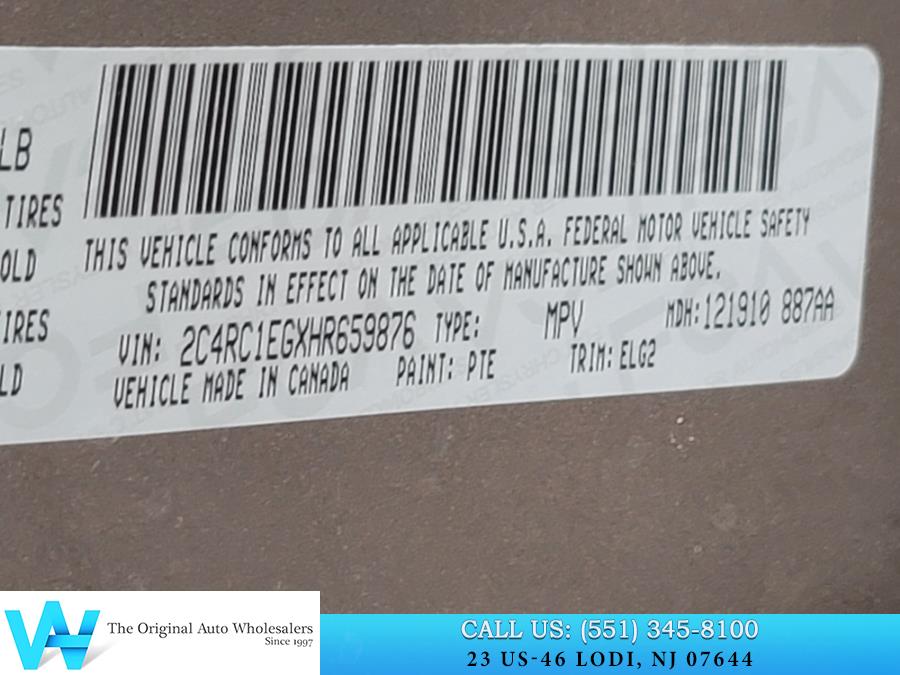 LB
TIRES
OLD
IRES
LD
THIS VEHICLE CONFORMS TO ALL APPLICABLE U.S.A. FEDERAL MOTOR VEHICLE SAFETY
STANDARDS IN EFFECT ON THE DATE OF MANUFACTURE SHOWN ABOVE.
VIN: 2C4RC1EGXHR659876 TYPE: MPV MDH:121910 887AA
VEHICLE MADE IN CANADA PAINT: PTE TRIM: ELG2
The Original Auto Wholesalers
Since 1997
CALL US: (551) 345-8100
23 US-46 LODI, NJ 07644